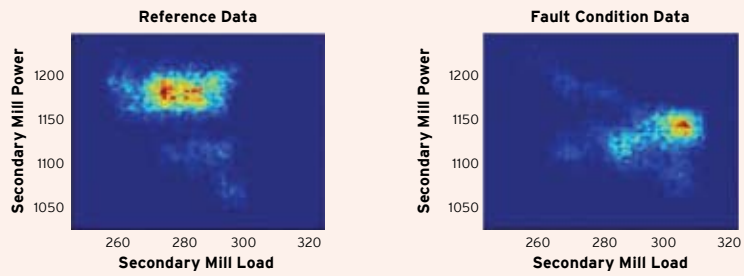 Reference Data
Secondary Mill Power
1200
1150
1100
1050
260 280 300 320
Secondary Mill Load
Fault Condition Data
Secondary Mill Power
1200
1150
1100
1050
260 280 300 320
Secondary Mill Load